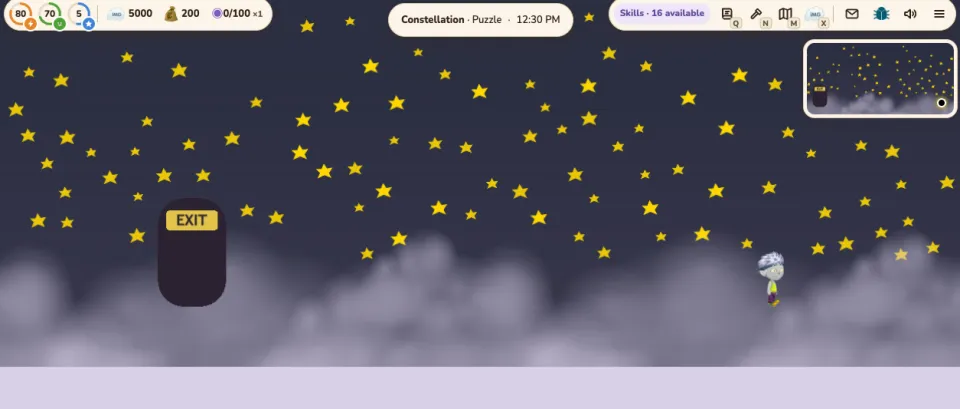 80
70
5
5000
200
0/100 ×1
Constellation · Puzzle · 12:30 PM
Skills · 16 available
Q
N
M
X
EXIT